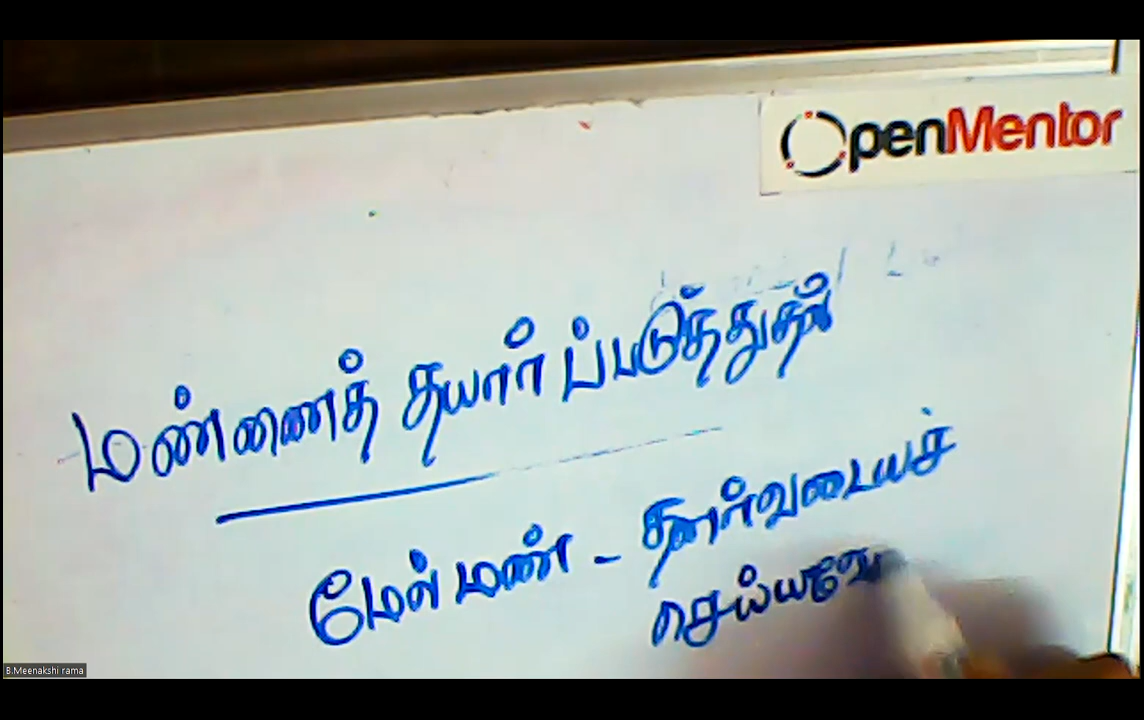 OpenMentor
மண்ணைத் தயார்ப்படுத்துதல்
மேல் மண் - தளர்வடையச்
செய்ய
B.Meenakshi rama